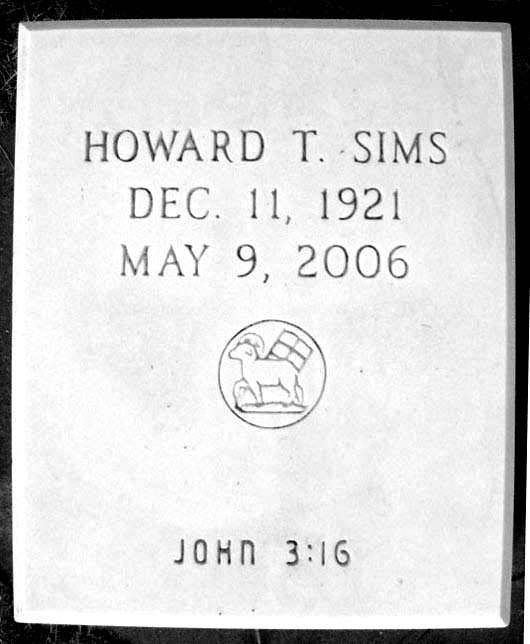 HOWARD T. SIMS
DEC. 11, 1921
MAY 9, 2006
JOHN 3:16